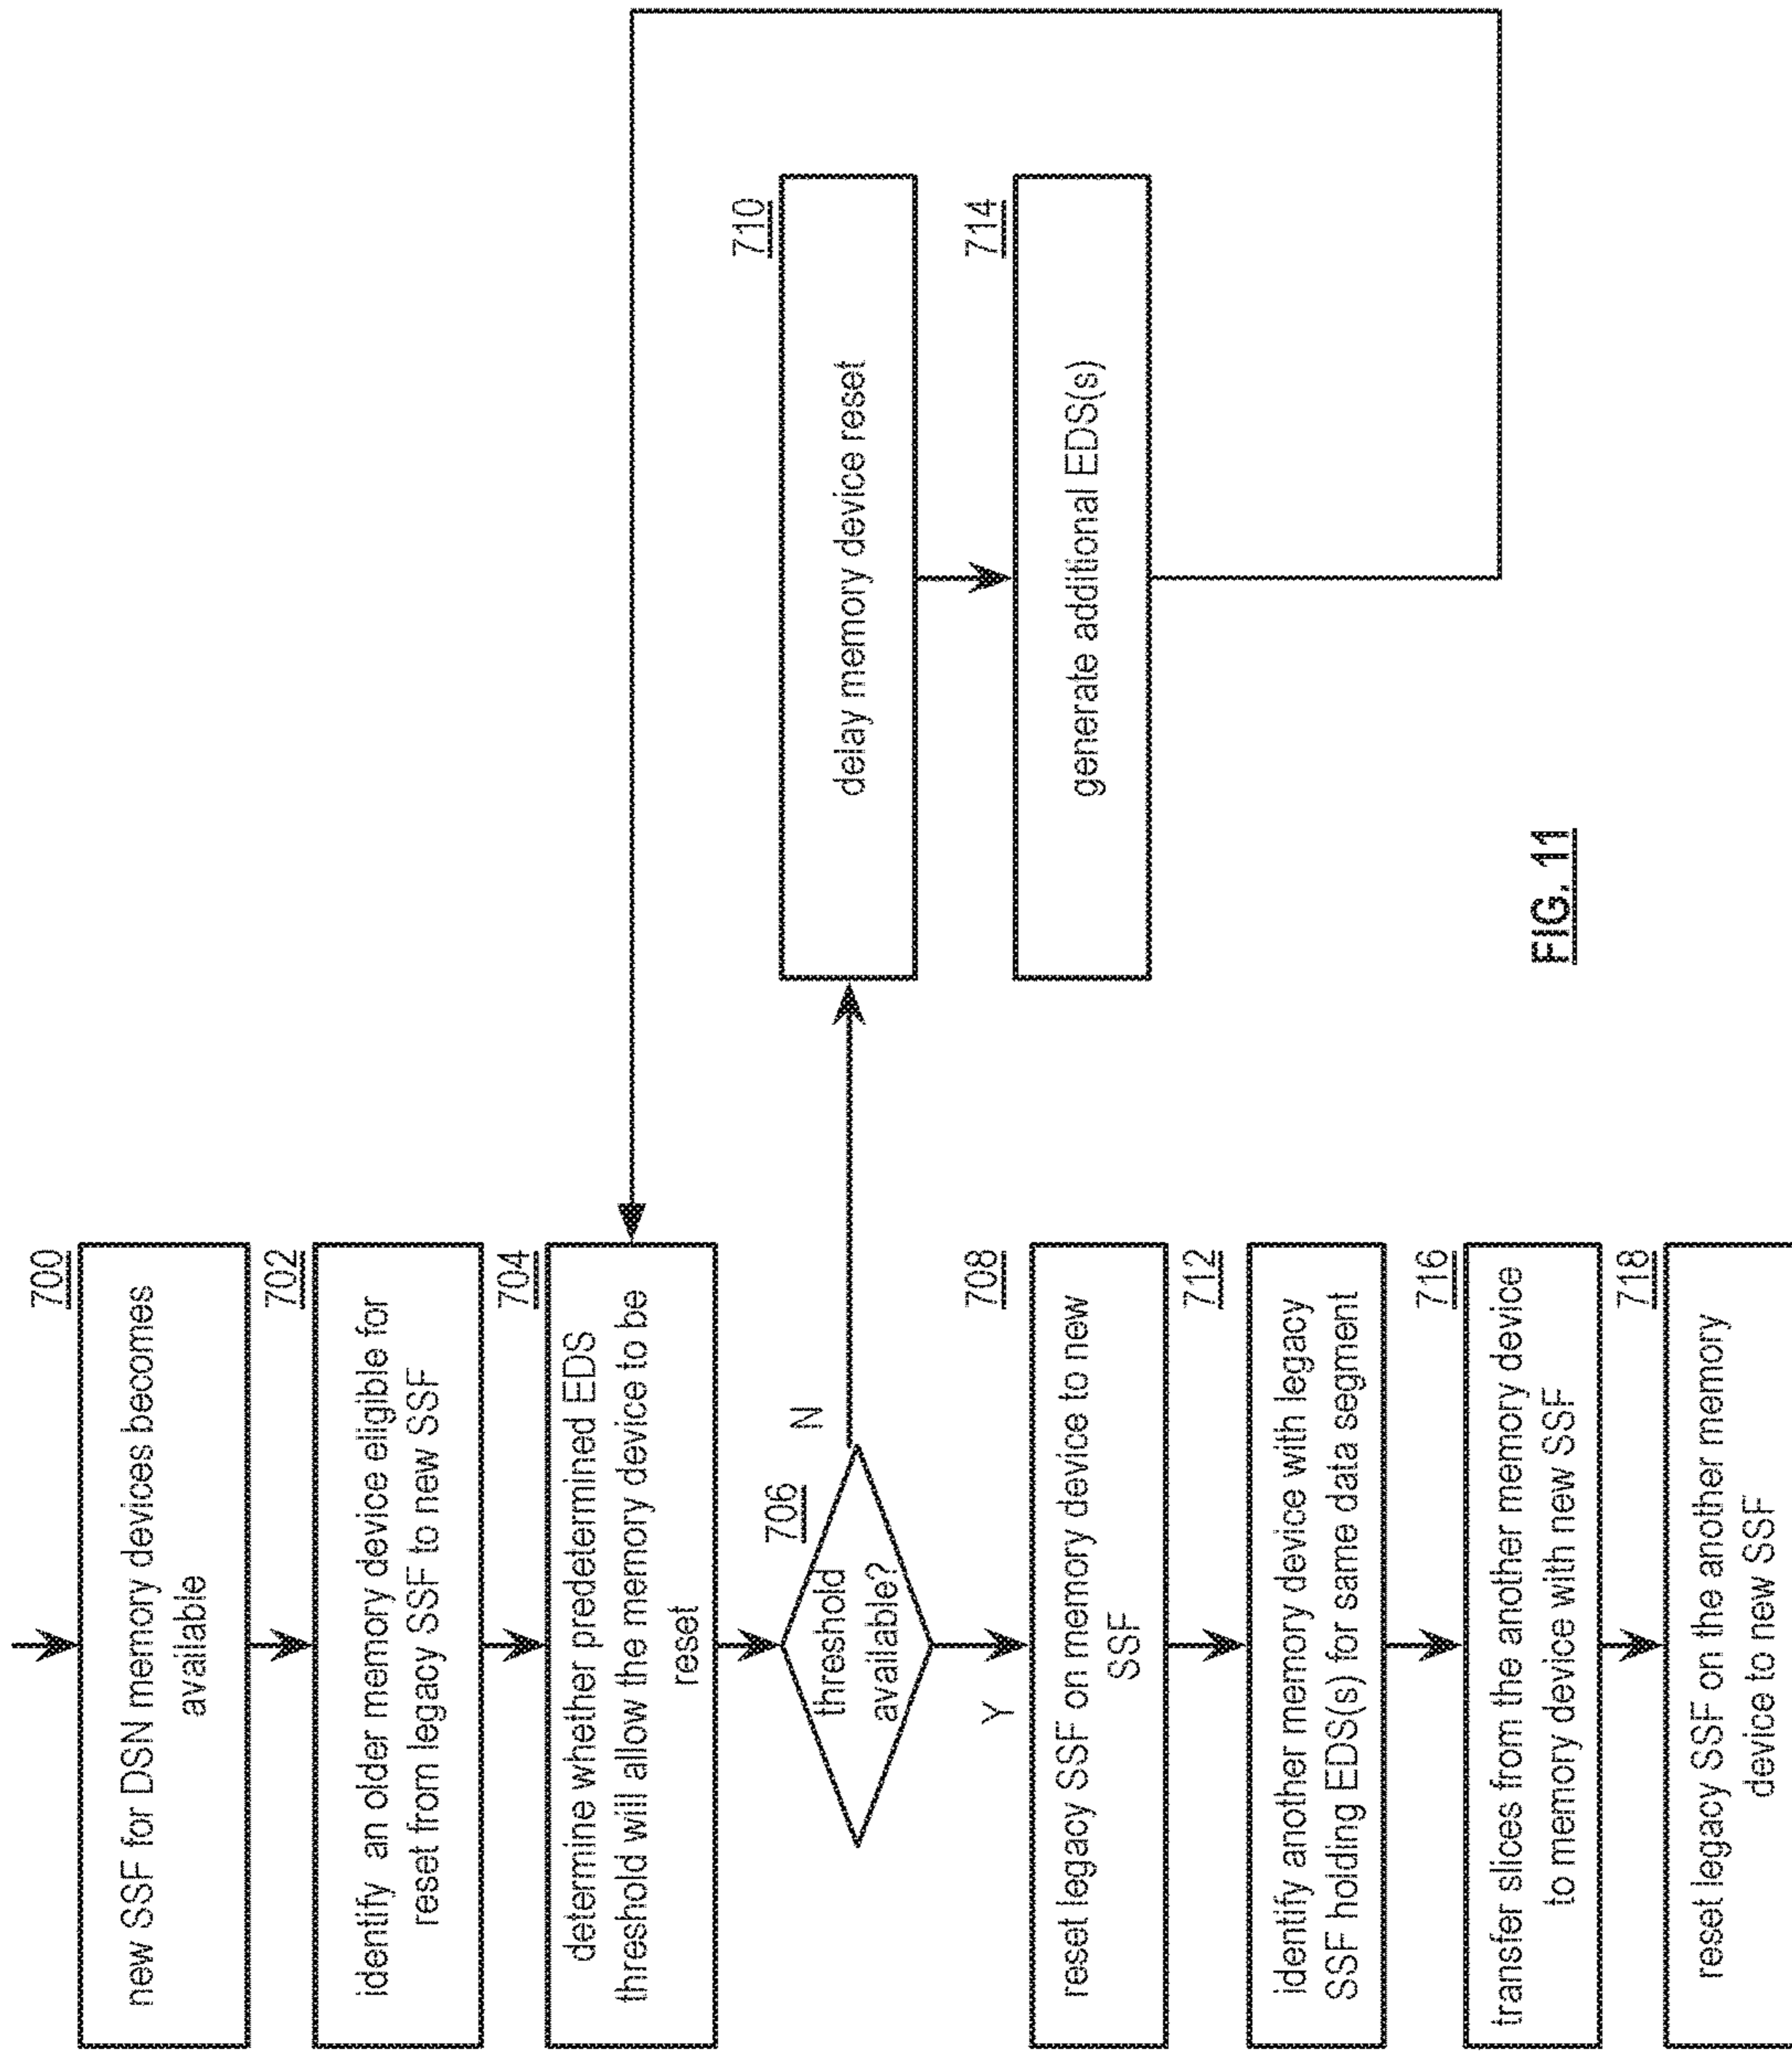 700
new SSF for DSN memory devices becomes
available
702
identify an older memory device eligible for
reset from legacy SSF to new SSF
704
determine whether predetermined EDS
threshold will allow the memory device to be
reset
706
threshold
available?
N
Y
710
delay memory device reset
714
generate additional EDS(s)
708
reset legacy SSF on memory device to new
SSF
712
identify another memory device with legacy
SSF holding EDS(s) for same data segment
716
transfer slices from the another memory device
to memory device with new SSF
718
reset legacy SSF on the another memory
device to new SSF
FIG. 11